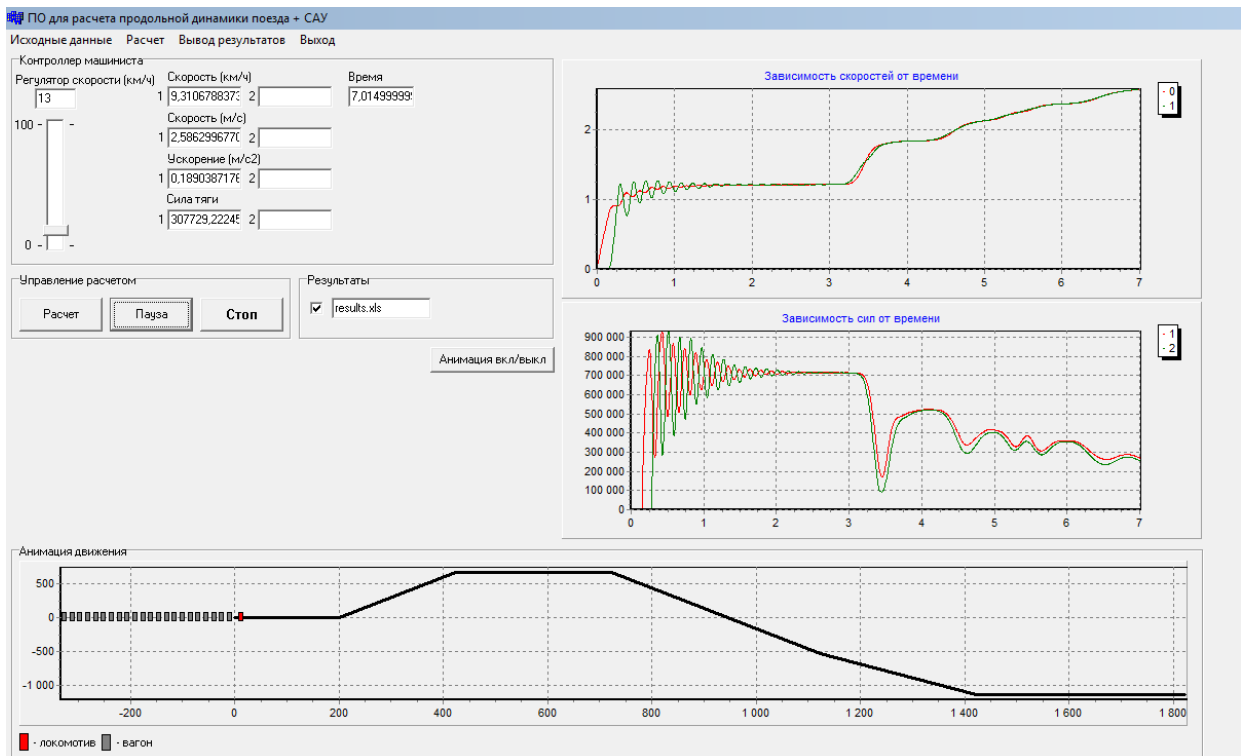 ПО для расчета продольной динамики поезда + САУ
Исходные данные Расчет Вывод результатов Выход
Контроллер машиниста
Регулятор скорости (км/ч)
13
100 - -
0 - -
Скорость (км/ч)
1 9,3106788373 2
Время
7,01499999
Скорость (м/с)
1 2,5862996770 2
Ускорение (м/с2)
1 0,1890387176 2
Сила тяги
1 307729,22245 2
Управление расчетом
Расчет Пауза Стоп
Результаты
results.xls
Анимация вкл/выкл
Зависимость скоростей от времени
- 0
- 1
2
1
0
0 1 2 3 4 5 6 7
Зависимость сил от времени
- 1
- 2
900 000
800 000
700 000
600 000
500 000
400 000
300 000
200 000
100 000
0
0 1 2 3 4 5 6 7
Анимация движения
500
0
-500
-1 000
-200 0 200 400 600 800 1 000 1 200 1 400 1 600 1 800
- локомотив - вагон